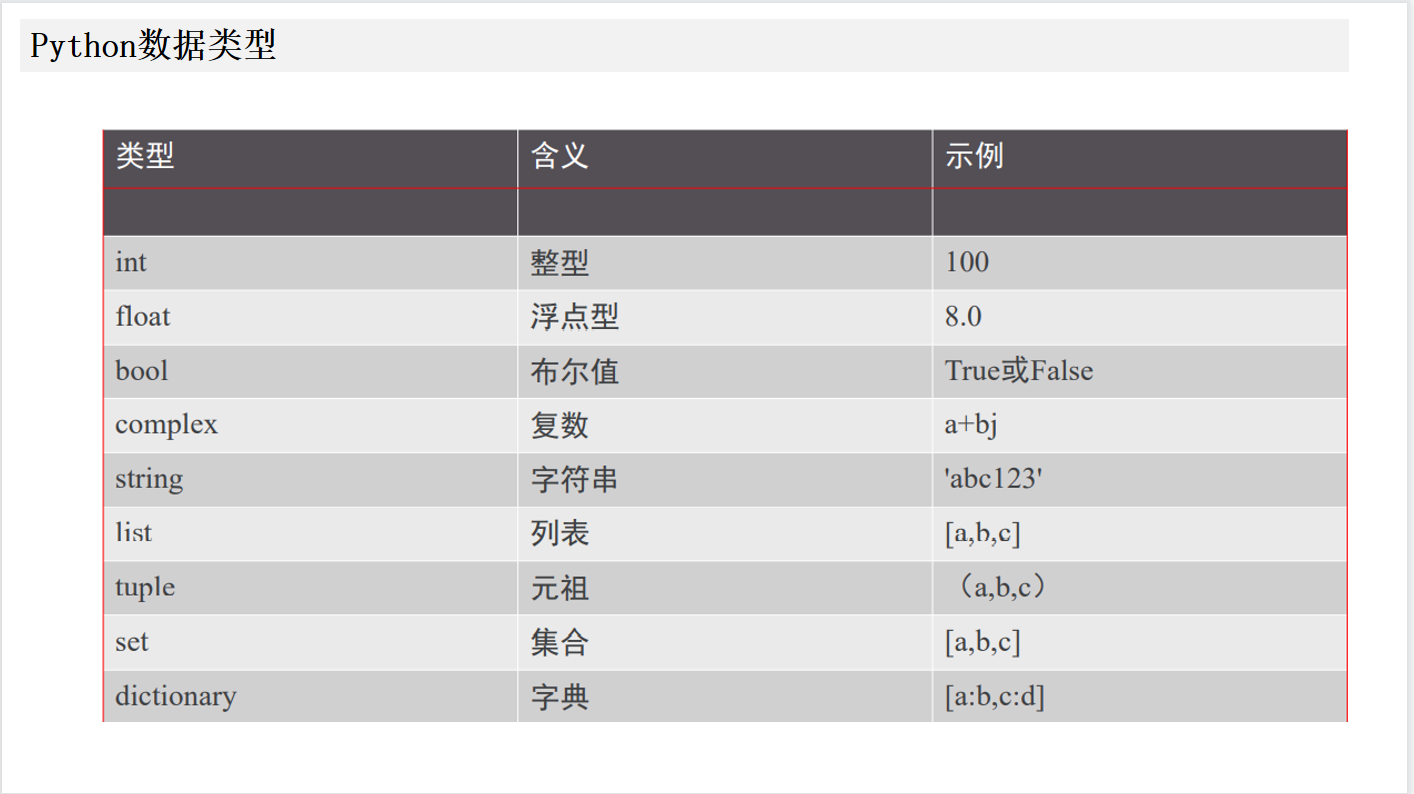 Python数据类型
类型 含义 示例
int 整型 100
float 浮点型 8.0
bool 布尔值 True或False
complex 复数 a+bj
string 字符串 'abc123'
list 列表 [a,b,c]
tuple 元祖 （a,b,c）
set 集合 [a,b,c]
dictionary 字典 [a:b,c:d]